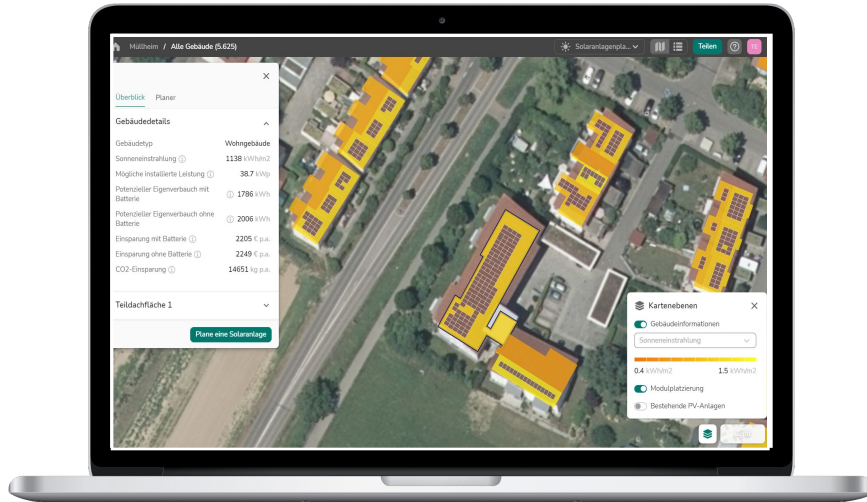 Müllheim / Alle Gebäude (5.625)
Solaranlagenpla...
Teilen
?
TE
Überblick Planer
Gebäudedetails
Gebäudetyp Wohngebäude
Sonneneinstrahlung 1138 kWh/m2
Mögliche installierte Leistung 38.7 kWp
Potenzieller Eigenverbauch mit
Batterie 1786 kWh
Potenzieller Eigenverbauch ohne
Batterie 2006 kWh
Einsparung mit Batterie 2205 € p.a.
Einsparung ohne Batterie 2249 € p.a.
CO2-Einsparung 14651 kg p.a.
Teildachfläche 1
Plane eine Solaranlage
Kartenebenen
Gebäudeinformationen
Sonneneinstrahlung
0.4 kWh/m2 1.5 kWh/m2
Modulplatzierung
Bestehende PV-Anlagen